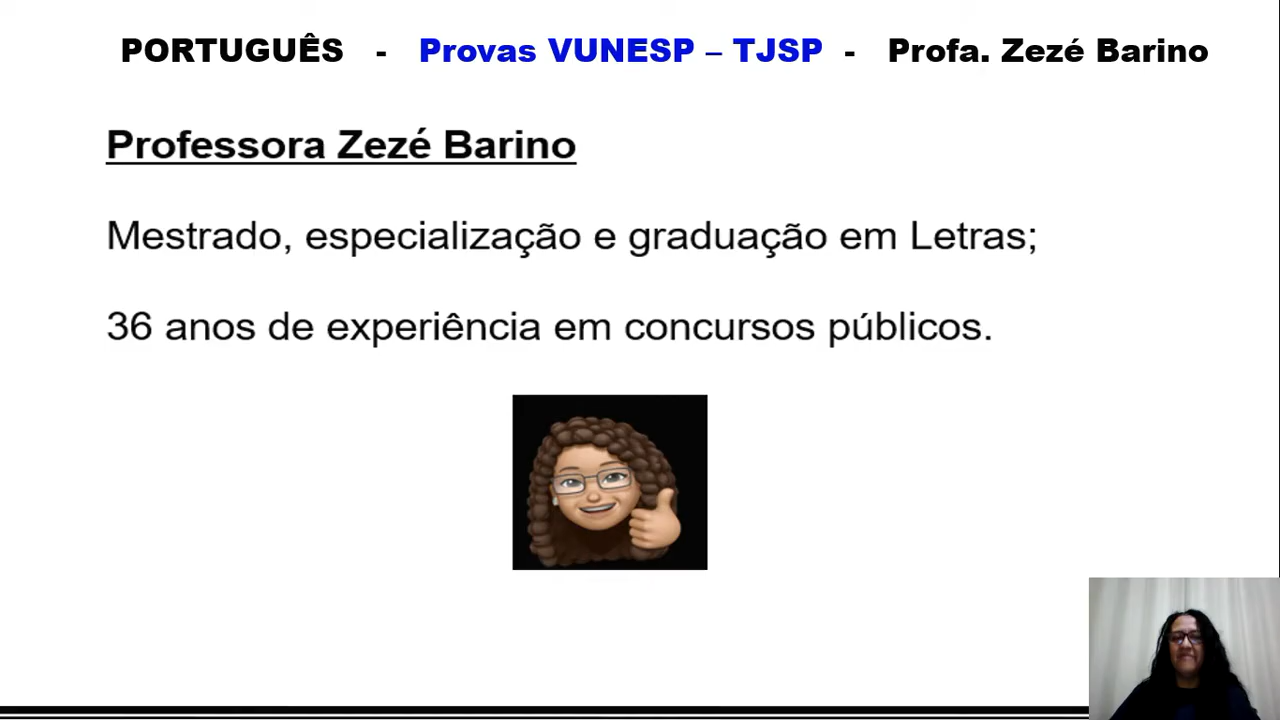 PORTUGUÊS - Provas VUNESP – TJSP - Profa. Zezé Barino
Professora Zezé Barino
Mestrado, especialização e graduação em Letras;
36 anos de experiência em concursos públicos.